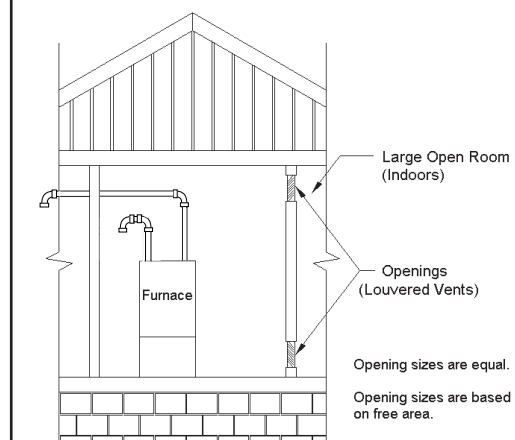 Large Open Room
(Indoors)
Furnace
Openings
(Louvered Vents)
Opening sizes are equal.
Opening sizes are based
on free area.